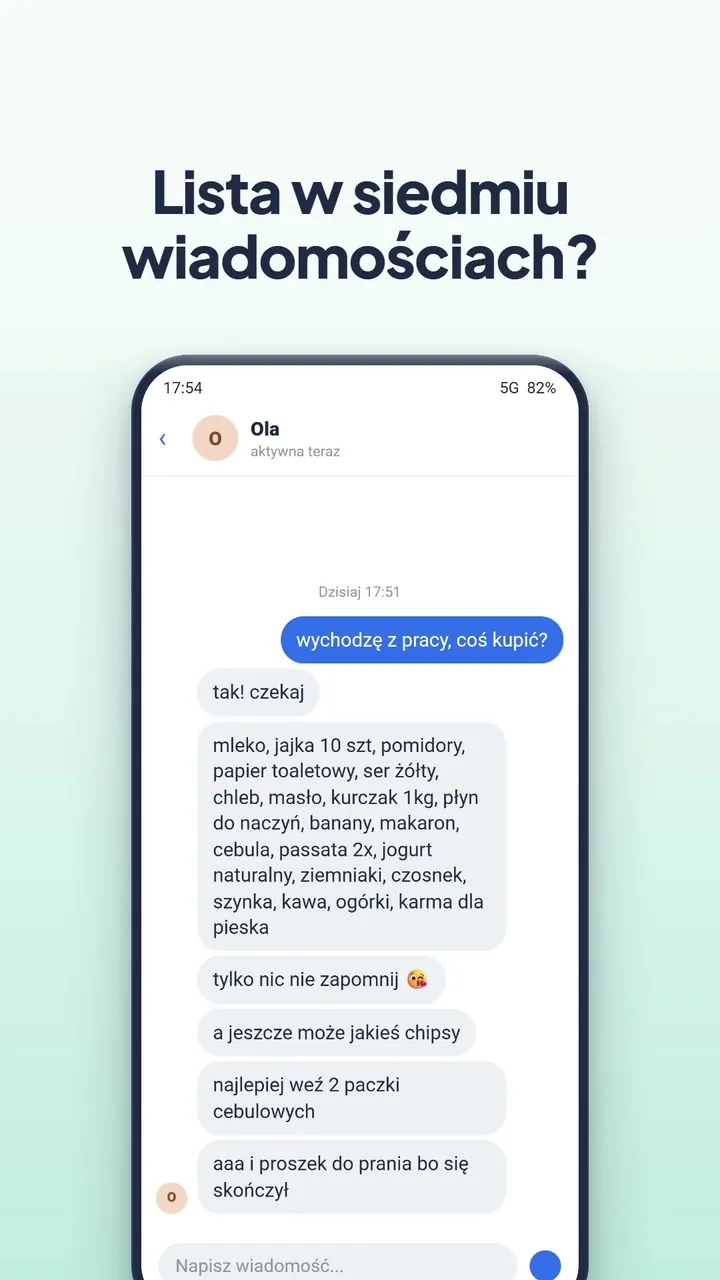 Lista w siedmiu
wiadomościach?
17:54
5G 82%
O
Ola
aktywna teraz
Dzisiaj 17:51
wychodzę z pracy, coś kupić?
tak! czekaj
mleko, jajka 10 szt, pomidory,
papier toaletowy, ser żółty,
chleb, masło, kurczak 1kg, płyn
do naczyń, banany, makaron,
cebula, passata 2x, jogurt
naturalny, ziemniaki, czosnek,
szynka, kawa, ogórki, karma dla
pieska
tylko nic nie zapomnij 😘
a jeszcze może jakieś chipsy
najlepiej weź 2 paczki
cebulowych
aaa i proszek do prania bo się
skończył
O
Napisz wiadomość...